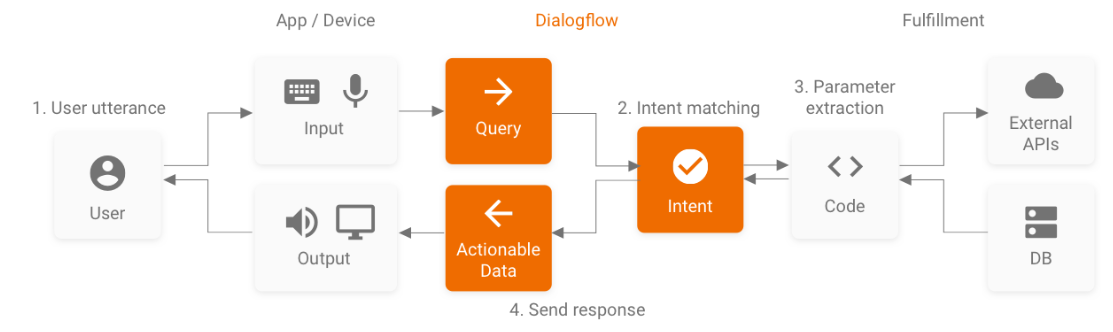 App / Device
Dialogflow
Fulfillment
1. User utterance
Input
Query
2. Intent matching
3. Parameter
extraction
External
APIs
User
Intent
Code
Output
Actionable
Data
DB
4. Send response